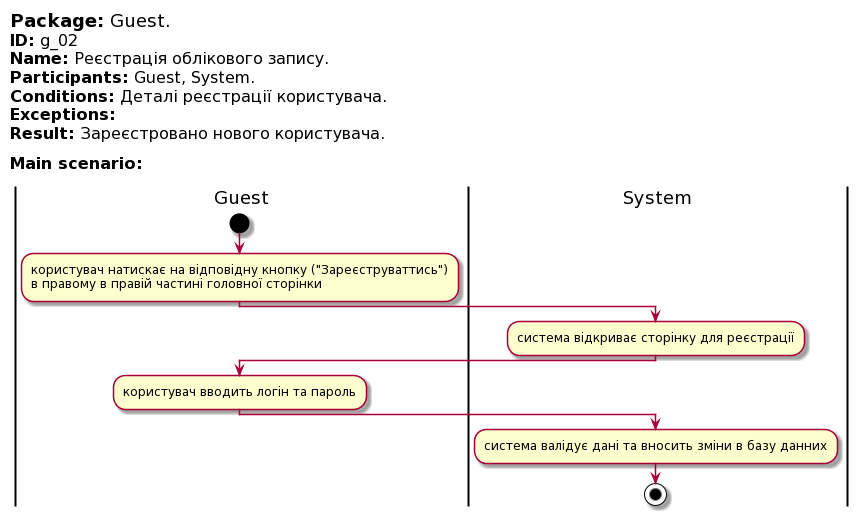 Package: Guest.
ID: g_02
Name: Реєстрація облікового запису.
Participants: Guest, System.
Conditions: Деталі реєстрації користувача.
Exceptions:
Result: Зареєстровано нового користувача.
Main scenario:
Guest
System
користувач натискає на відповідну кнопку ("Зареєструваттись")
в правому в правій частині головної сторінки
система відкриває сторінку для реєстрації
користувач вводить логін та пароль
система валідує дані та вносить зміни в базу данних